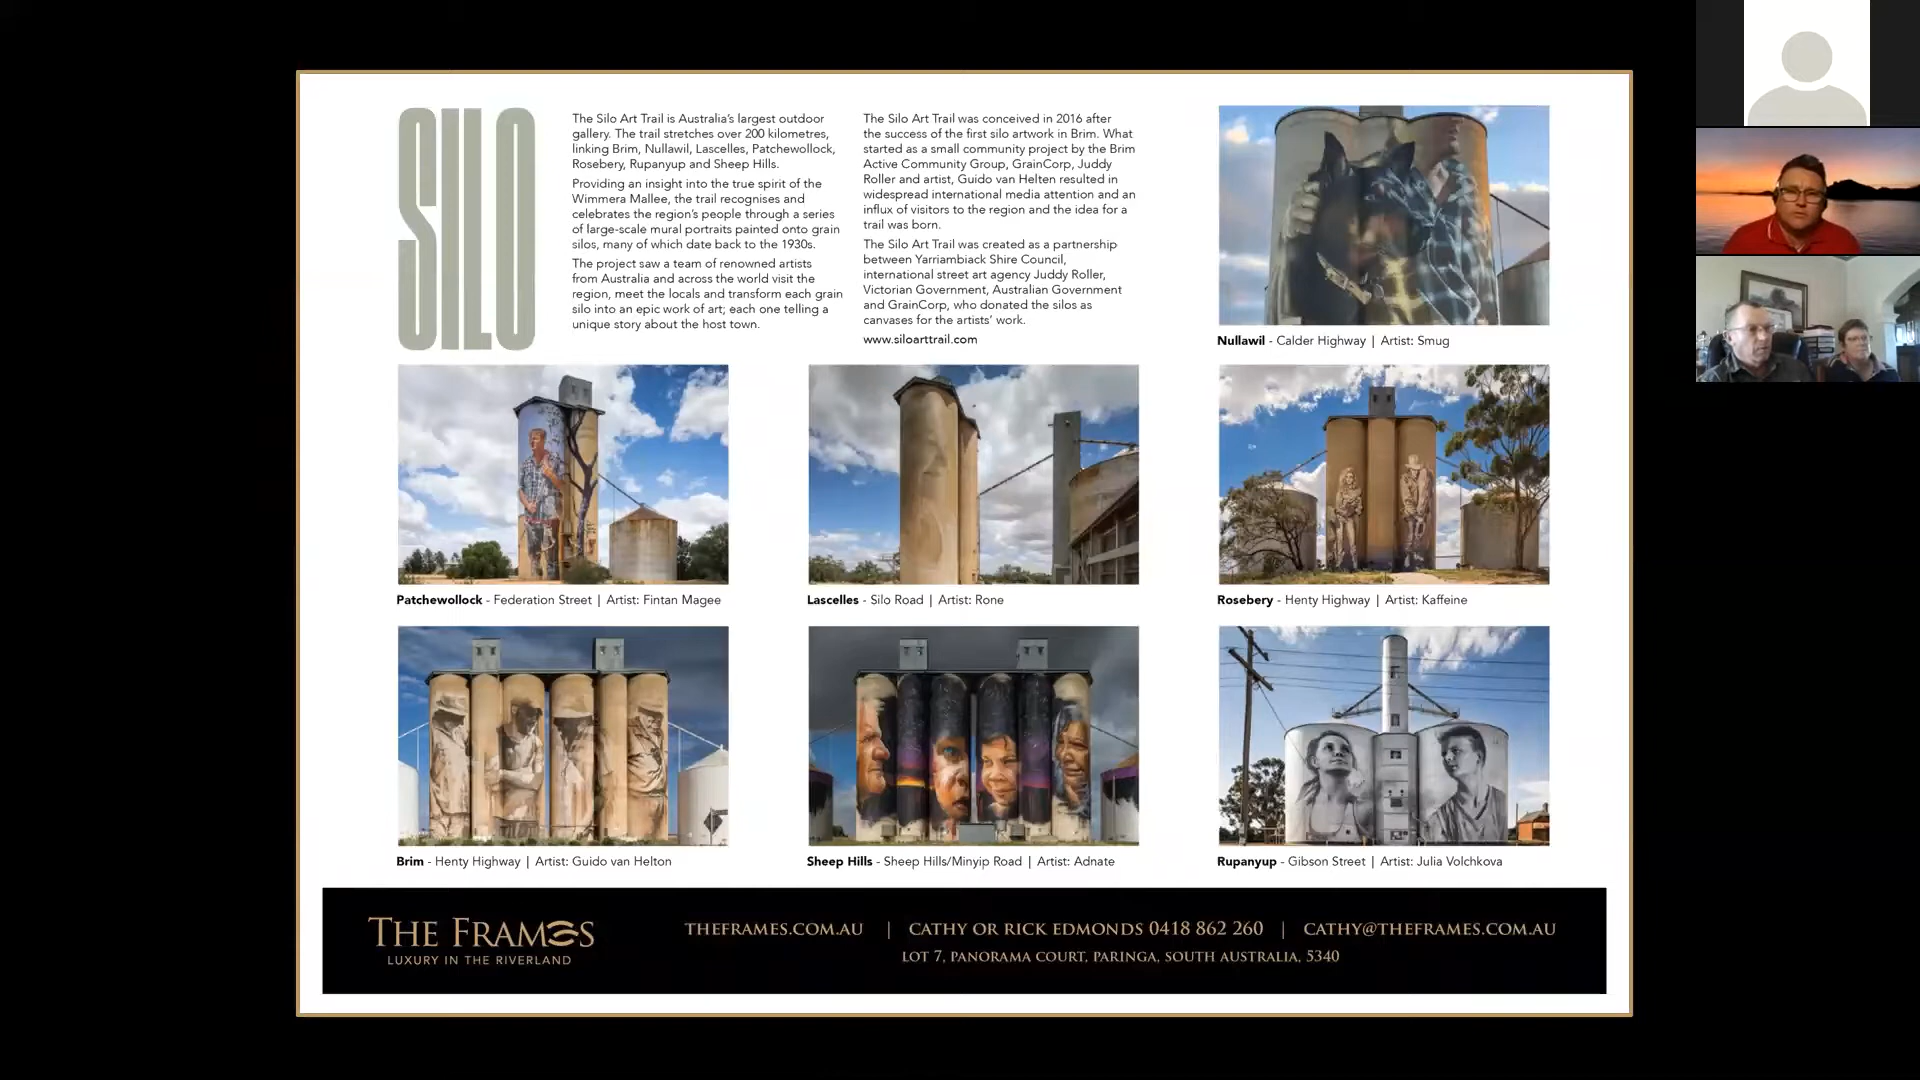 SILO
The Silo Art Trail is Australia's largest outdoor
gallery. The trail stretches over 200 kilometres,
linking Brim, Nullawil, Lascelles, Patchewollock,
Rosebery, Rupanyup and Sheep Hills.
Providing an insight into the true spirit of the
Wimmera Mallee, the trail recognises and
celebrates the region's people through a series
of large-scale mural portraits painted onto grain
silos, many of which date back to the 1930s.
The project saw a team of renowned artists
from Australia and across the world visit the
region, meet the locals and transform each grain
silo into an epic work of art; each one telling a
unique story about the host town.
The Silo Art Trail was conceived in 2016 after
the success of the first silo artwork in Brim. What
started as a small community project by the Brim
Active Community Group, GrainCorp, Juddy
Roller and artist, Guido van Helten resulted in
widespread international media attention and an
influx of visitors to the region and the idea for a
trail was born.
The Silo Art Trail was created as a partnership
between Yarriambiack Shire Council,
international street art agency Juddy Roller,
Victorian Government, Australian Government
and GrainCorp, who donated the silos as
canvases for the artists' work.
www.siloarttrail.com
Nullawil - Calder Highway | Artist: Smug
Patchewollock - Federation Street | Artist: Fintan Magee
Lascelles - Silo Road | Artist: Rone
Rosebery - Henty Highway | Artist: Kaffeine
Brim - Henty Highway | Artist: Guido van Helton
Sheep Hills - Sheep Hills/Minyip Road | Artist: Adnate
Rupanyup - Gibson Street | Artist: Julia Volchkova
THE FRAMES
LUXURY IN THE RIVERLAND
THEFRAMES.COM.AU | CATHY OR RICK EDMONDS 0418 862 260 | CATHY@THEFRAMES.COM.AU
LOT 7, PANORAMA COURT, PARINGA, SOUTH AUSTRALIA, 5340